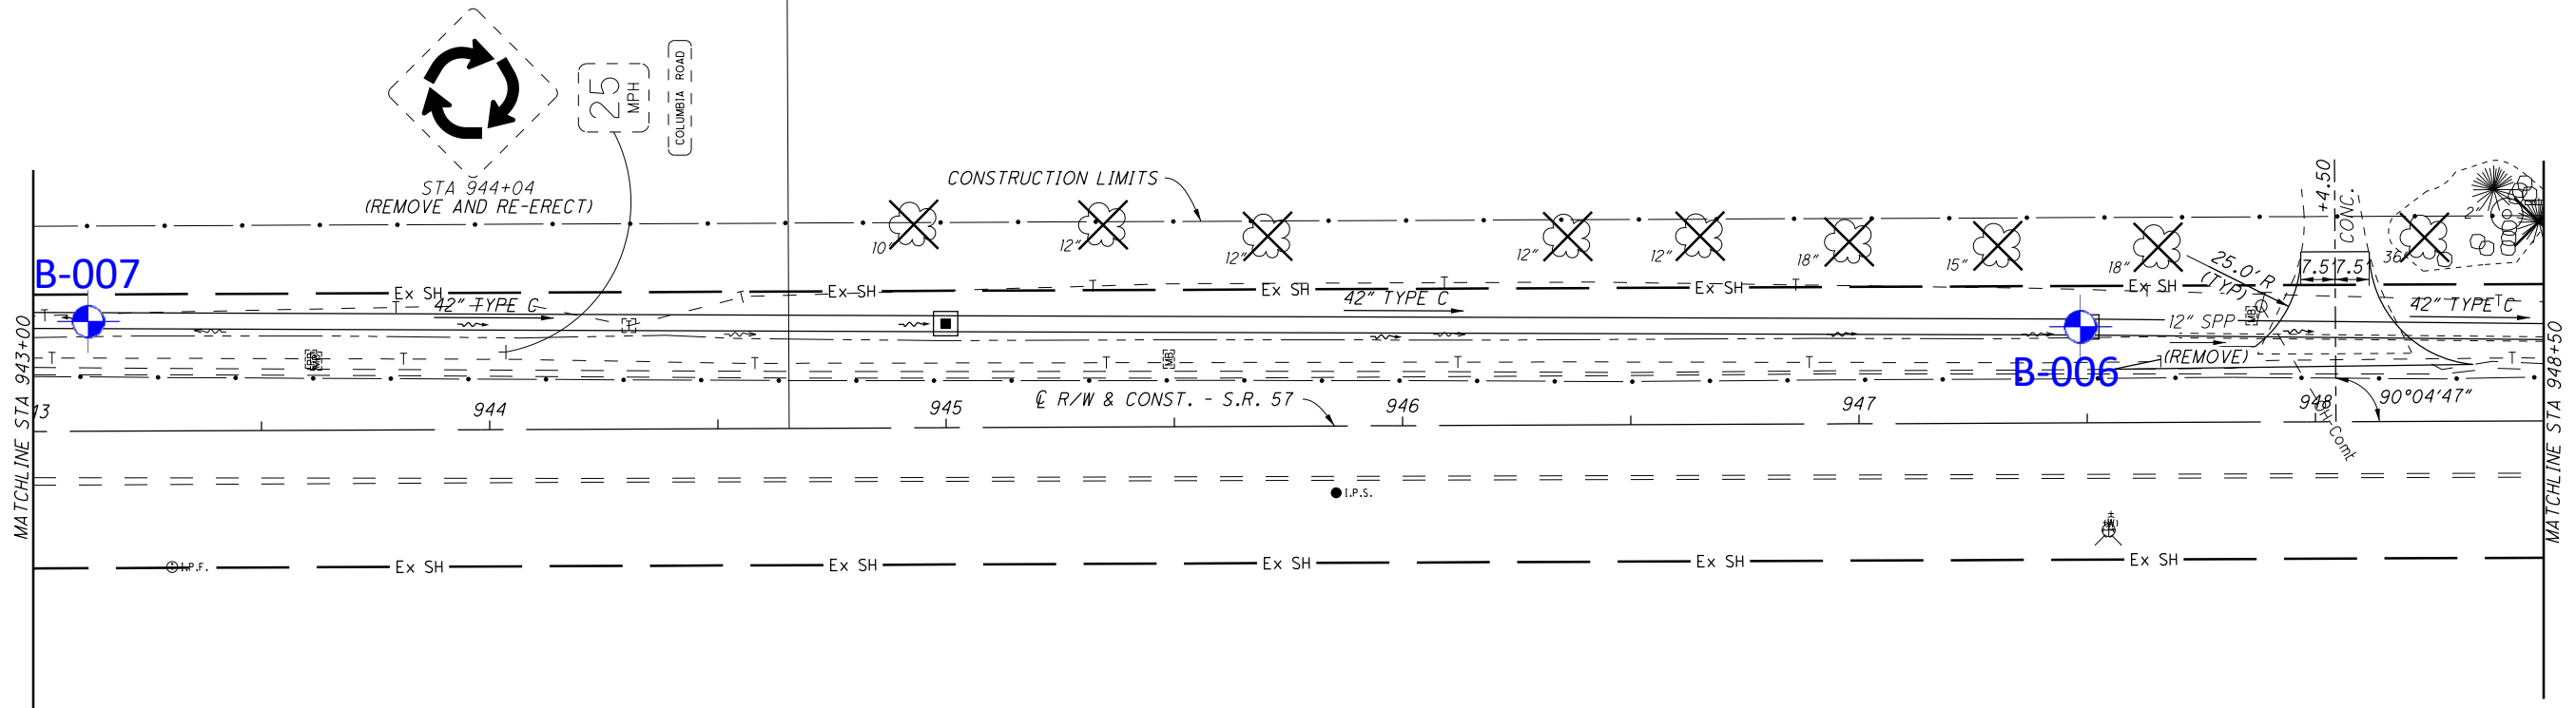 25
MPH
COLUMBIA ROAD
STA 944+04
(REMOVE AND RE-ERECT)
CONSTRUCTION LIMITS
10"
12"
12"
12"
12"
18"
15"
18"
36"
2"
+4.50
CONC.
25.0' R
(TYP)
7.5
7.5
B-007
Ex SH
Ex SH
Ex SH
Ex SH
Ex SH
42" TYPE C
42" TYPE C
42" TYPE C
T
T
T
T
T
T
T
T
12" SPP
(REMOVE)
MB
MB
MB
T
T
T
T
T
T
T
T
B-006
MATCHLINE STA 943+00
MATCHLINE STA 948+50
944
945
946
947
948
℄ R/W & CONST. - S.R. 57
90°04'47"
I.P.S.
I.P.F.
Ex SH
Ex SH
Ex SH
Ex SH
Ex SH